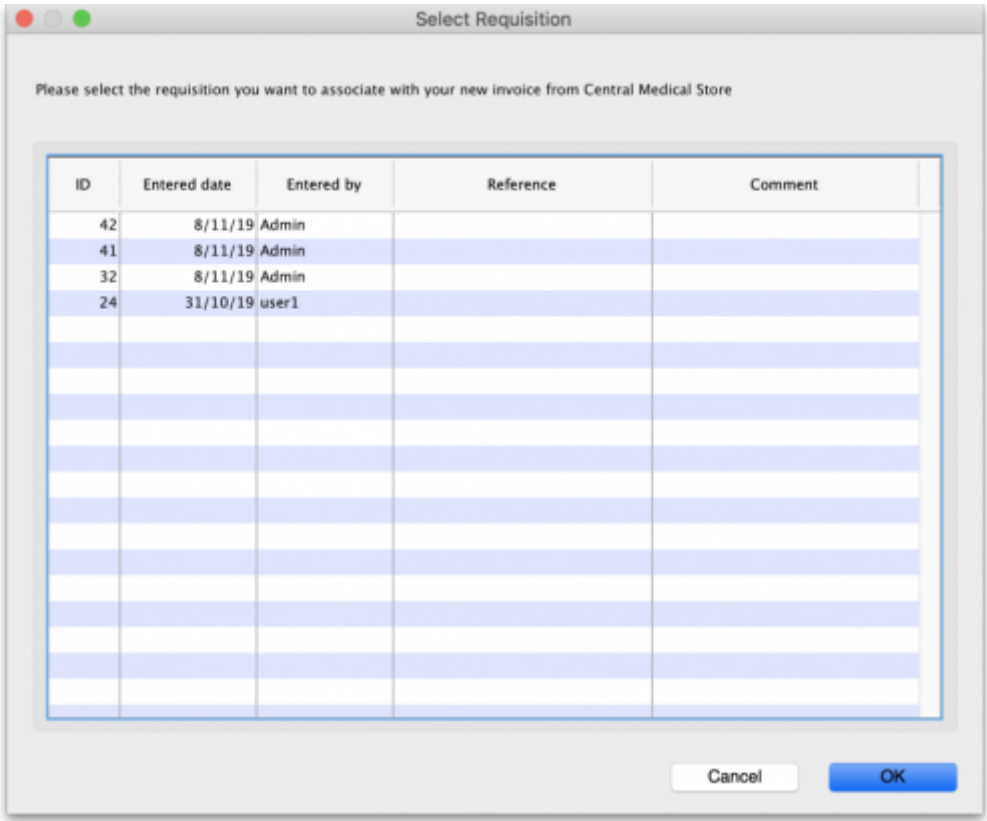 Select Requisition
Please select the requisition you want to associate with your new invoice from Central Medical Store
ID Entered date Entered by Reference Comment
42 8/11/19 Admin
41 8/11/19 Admin
32 8/11/19 Admin
24 31/10/19 user1
Cancel OK